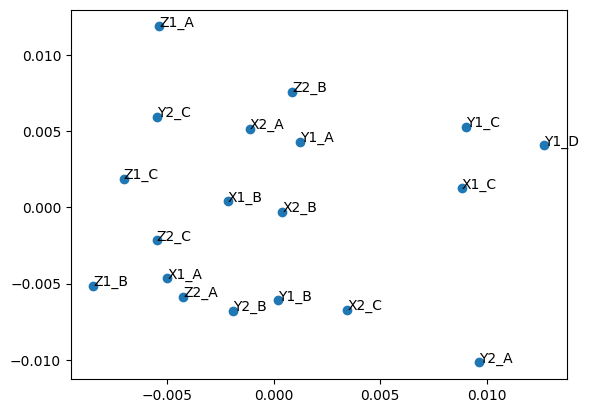 Z1_A
0.010
Z2_B
Y2_C
X2_A
Y1_C
0.005
Y1_A
Y1_D
Z1_C
X1_C
X1_B
0.000
X2_B
Z2_C
X1_A
−0.005
Z1_B
Z2_A
Y1_B
Y2_B
X2_C
Y2_A
−0.010
−0.005 0.000 0.005 0.010